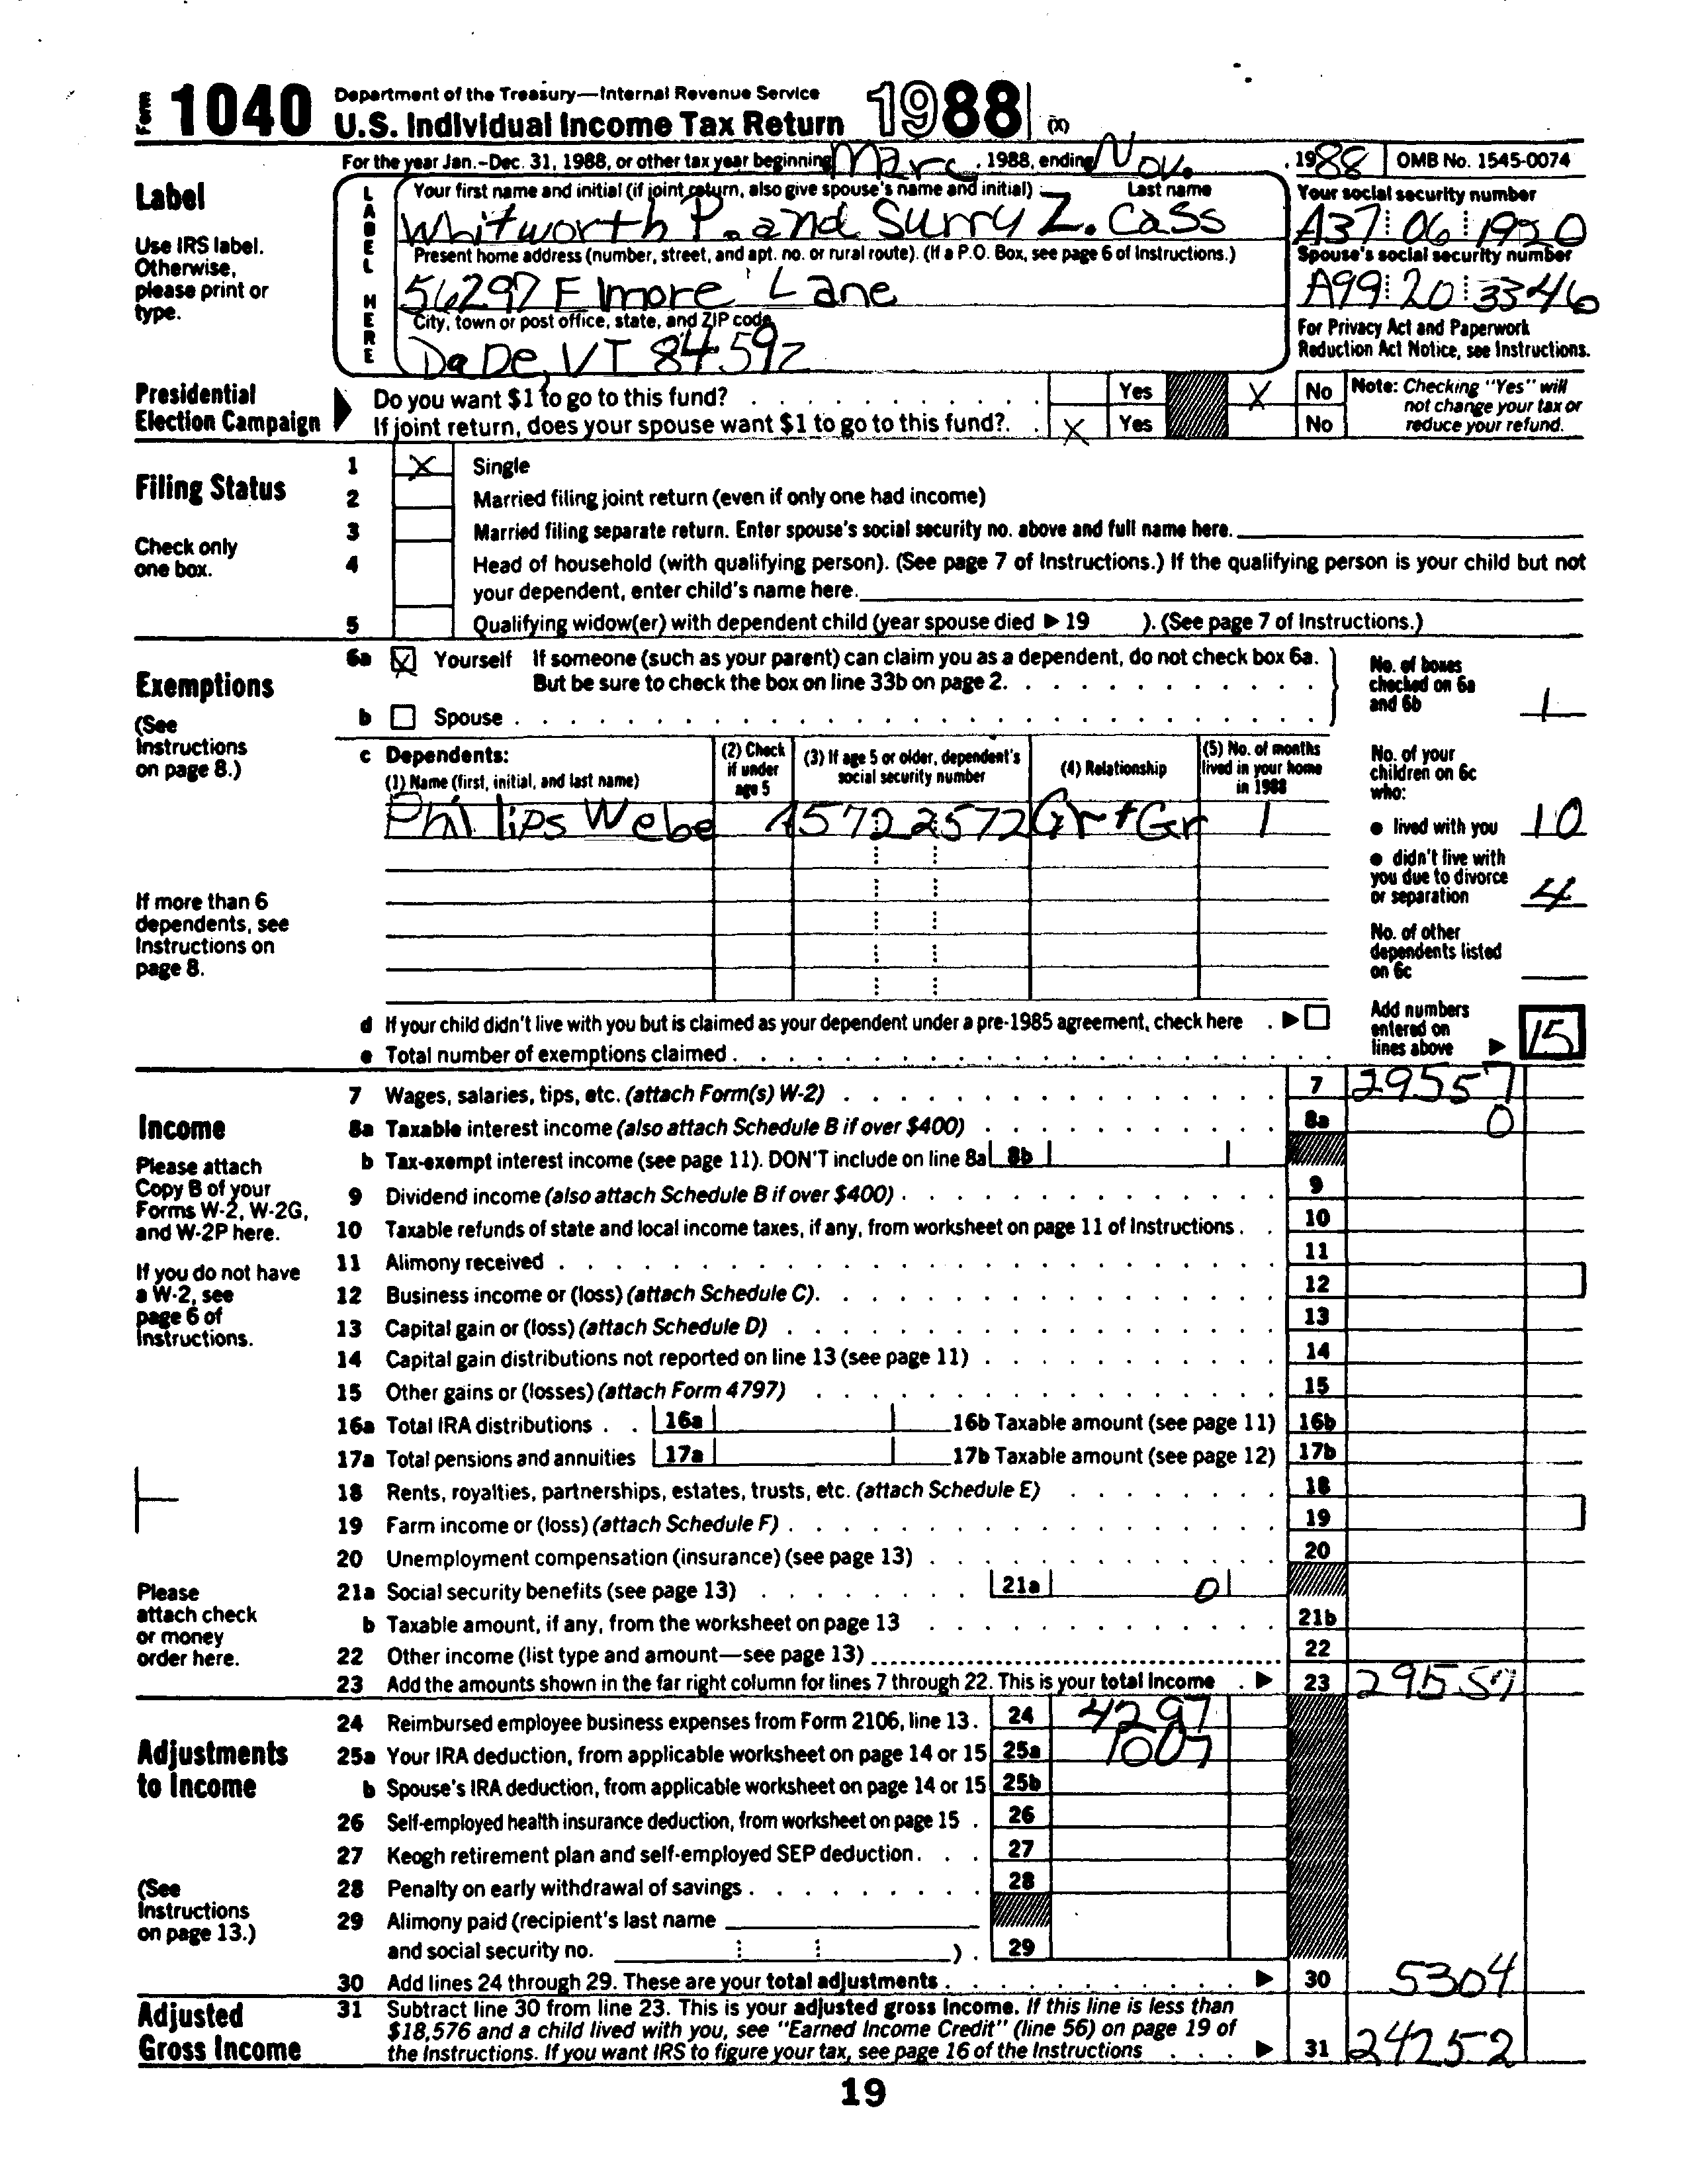 Form 1040 Department of the Treasury—Internal Revenue Service
U.S. Individual Income Tax Return 1988 (X)
For the year Jan.-Dec. 31, 1988, or other tax year beginning Marc , 1988, ending Nov. , 1988 OMB No. 1545-0074
Label
Use IRS label.
Otherwise,
please print or
type.
LABEL HERE
Your first name and initial (if joint return, also give spouse's name and initial) Last name
Whitworth P. and Surry Z. Cass
Your social security number
A37 06 1920
Present home address (number, street, and apt. no. or rural route). (If a P.O. Box, see page 6 of Instructions.)
56297 Elmore Lane
Spouse's social security number
A99 20 3346
City, town or post office, state, and ZIP code
DaDe, VT 84592
For Privacy Act and Paperwork
Reduction Act Notice, see Instructions.
Presidential
Election Campaign
Do you want $1 to go to this fund? Yes X No
If joint return, does your spouse want $1 to go to this fund?. X Yes No
Note: Checking "Yes" will
not change your tax or
reduce your refund.
Filing Status
Check only
one box.
1 X Single
2 Married filing joint return (even if only one had income)
3 Married filing separate return. Enter spouse's social security no. above and full name here.
4 Head of household (with qualifying person). (See page 7 of Instructions.) If the qualifying person is your child but not
your dependent, enter child's name here.
5 Qualifying widow(er) with dependent child (year spouse died ▶ 19 ). (See page 7 of Instructions.)
Exemptions
(See
Instructions
on page 8.)
6a X Yourself If someone (such as your parent) can claim you as a dependent, do not check box 6a.
But be sure to check the box on line 33b on page 2.
b Spouse
No. of boxes
checked on 6a
and 6b 1
c Dependents:
(1) Name (first, initial, and last name)
(2) Check
if under
age 5
(3) If age 5 or older, dependent's
social security number
(4) Relationship
(5) No. of months
lived in your home
in 1988
Phillips Webe 157 22 2572 Gr + Gr 1
No. of your
children on 6c
who:
● lived with you 10
● didn't live with
you due to divorce
or separation 4
No. of other
dependents listed
on 6c
If more than 6
dependents, see
Instructions on
page 8.
d If your child didn't live with you but is claimed as your dependent under a pre-1985 agreement, check here . ▶
e Total number of exemptions claimed .
Add numbers
entered on
lines above ▶ 15
Income
Please attach
Copy B of your
Forms W-2, W-2G,
and W-2P here.
If you do not have
a W-2, see
page 6 of
Instructions.
Please
attach check
or money
order here.
7 Wages, salaries, tips, etc. (attach Form(s) W-2) 7 29557
8a Taxable interest income (also attach Schedule B if over $400) 8a 0
b Tax-exempt interest income (see page 11). DON'T include on line 8a 8b
9 Dividend income (also attach Schedule B if over $400) 9
10 Taxable refunds of state and local income taxes, if any, from worksheet on page 11 of Instructions 10
11 Alimony received 11
12 Business income or (loss) (attach Schedule C). 12
13 Capital gain or (loss) (attach Schedule D) 13
14 Capital gain distributions not reported on line 13 (see page 11) 14
15 Other gains or (losses) (attach Form 4797) 15
16a Total IRA distributions 16a 16b Taxable amount (see page 11) 16b
17a Total pensions and annuities 17a 17b Taxable amount (see page 12) 17b
18 Rents, royalties, partnerships, estates, trusts, etc. (attach Schedule E) 18
19 Farm income or (loss) (attach Schedule F) 19
20 Unemployment compensation (insurance) (see page 13) 20
21a Social security benefits (see page 13) 21a 0
b Taxable amount, if any, from the worksheet on page 13 21b
22 Other income (list type and amount—see page 13) 22
23 Add the amounts shown in the far right column for lines 7 through 22. This is your total income . ▶ 23 29557
Adjustments
to Income
(See
Instructions
on page 13.)
24 Reimbursed employee business expenses from Form 2106, line 13. 24 4297
25a Your IRA deduction, from applicable worksheet on page 14 or 15 25a 1007
b Spouse's IRA deduction, from applicable worksheet on page 14 or 15 25b
26 Self-employed health insurance deduction, from worksheet on page 15 . 26
27 Keogh retirement plan and self-employed SEP deduction. 27
28 Penalty on early withdrawal of savings 28
29 Alimony paid (recipient's last name
and social security no. ) . 29
30 Add lines 24 through 29. These are your total adjustments ▶ 30 5304
Adjusted
Gross Income
31 Subtract line 30 from line 23. This is your adjusted gross income. If this line is less than
$18,576 and a child lived with you, see "Earned Income Credit" (line 56) on page 19 of
the Instructions. If you want IRS to figure your tax, see page 16 of the Instructions ▶ 31 24252
19